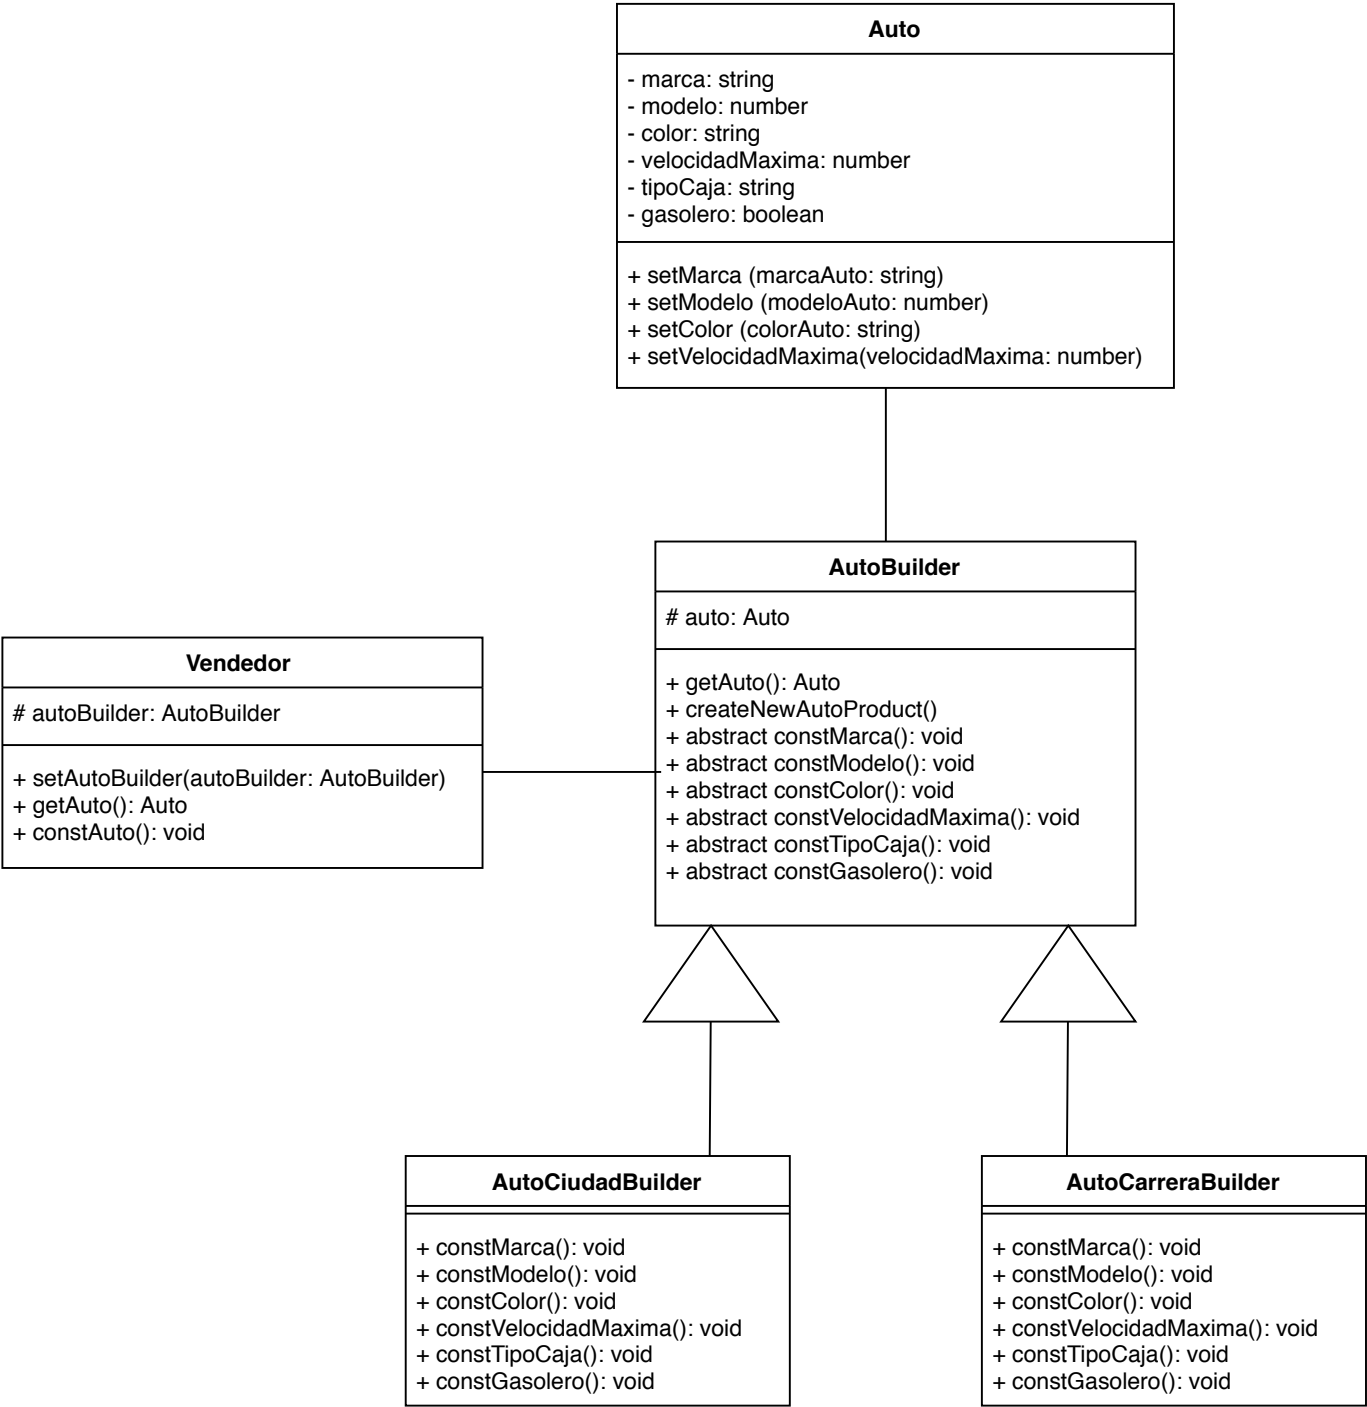 Auto
- marca: string
- modelo: number
- color: string
- velocidadMaxima: number
- tipoCaja: string
- gasolero: boolean
+ setMarca (marcaAuto: string)
+ setModelo (modeloAuto: number)
+ setColor (colorAuto: string)
+ setVelocidadMaxima(velocidadMaxima: number)
AutoBuilder
# auto: Auto
+ getAuto(): Auto
+ createNewAutoProduct()
+ abstract constMarca(): void
+ abstract constModelo(): void
+ abstract constColor(): void
+ abstract constVelocidadMaxima(): void
+ abstract constTipoCaja(): void
+ abstract constGasolero(): void
Vendedor
# autoBuilder: AutoBuilder
+ setAutoBuilder(autoBuilder: AutoBuilder)
+ getAuto(): Auto
+ constAuto(): void
AutoCiudadBuilder
+ constMarca(): void
+ constModelo(): void
+ constColor(): void
+ constVelocidadMaxima(): void
+ constTipoCaja(): void
+ constGasolero(): void
AutoCarreraBuilder
+ constMarca(): void
+ constModelo(): void
+ constColor(): void
+ constVelocidadMaxima(): void
+ constTipoCaja(): void
+ constGasolero(): void